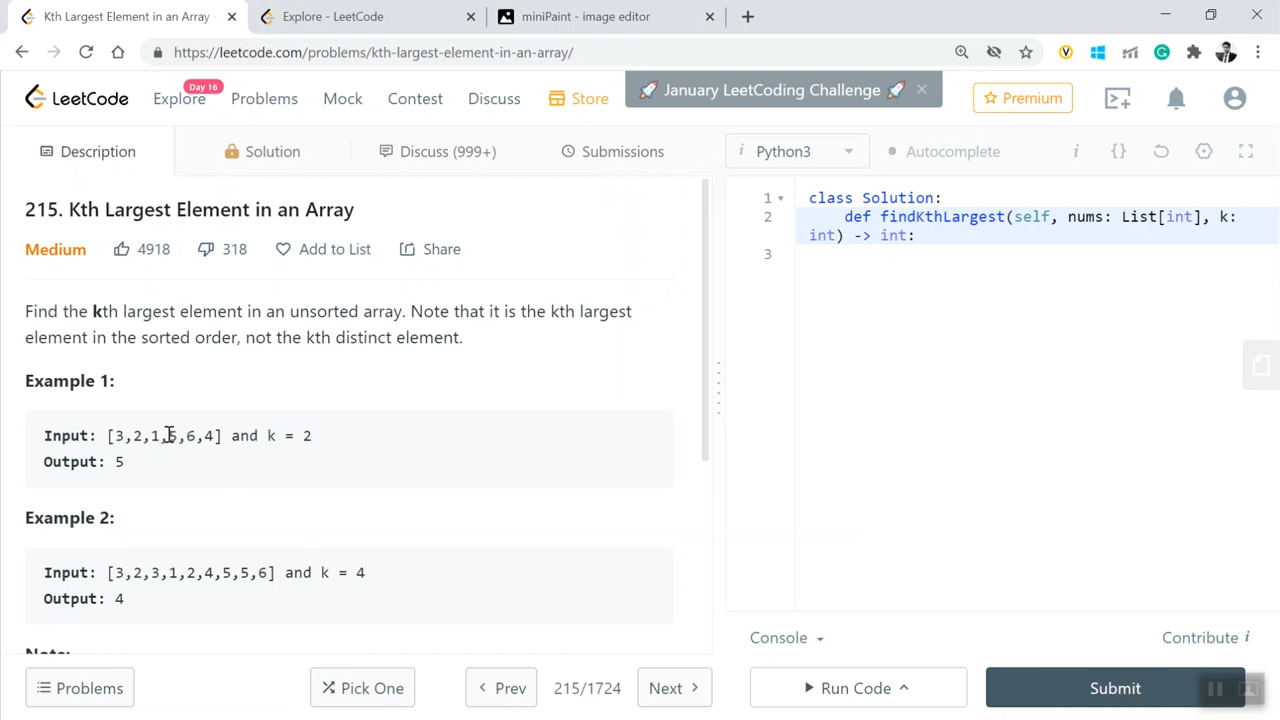 Kth Largest Element in an Array
Explore - LeetCode
miniPaint - image editor
https://leetcode.com/problems/kth-largest-element-in-an-array/
LeetCode
Explore
Day 16
Problems
Mock
Contest
Discuss
Store
🚀 January LeetCoding Challenge 🚀
Premium
Description
Solution
Discuss (999+)
Submissions
Python3
Autocomplete
215. Kth Largest Element in an Array
Medium
4918
318
Add to List
Share
Find the kth largest element in an unsorted array. Note that it is the kth largest
element in the sorted order, not the kth distinct element.
Example 1:
Input: [3,2,1,5,6,4] and k = 2
Output: 5
Example 2:
Input: [3,2,3,1,2,4,5,5,6] and k = 4
Output: 4
Note:
1
class Solution:
2
def findKthLargest(self, nums: List[int], k:
int) -> int:
3
Console
Contribute
Problems
Pick One
Prev
215/1724
Next
Run Code
Submit